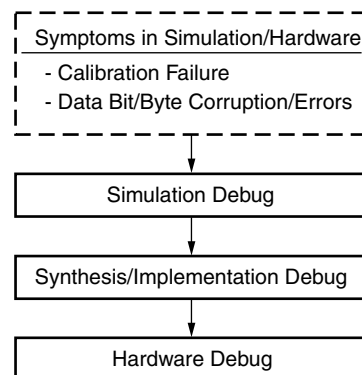 Symptoms in Simulation/Hardware
- Calibration Failure
- Data Bit/Byte Corruption/Errors
Simulation Debug
Synthesis/Implementation Debug
Hardware Debug